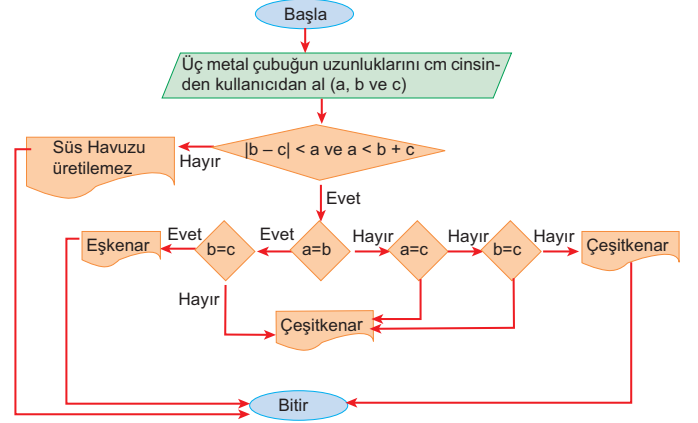 Başla
Üç metal çubuğun uzunluklarını cm cinsin-
den kullanıcıdan al (a, b ve c)
Süs Havuzu
üretilemez
Hayır
|b – c| < a ve a < b + c
Evet
Eşkenar
Evet
b=c
Evet
a=b
Hayır
a=c
Hayır
b=c
Hayır
Çeşitkenar
Hayır
Çeşitkenar
Bitir